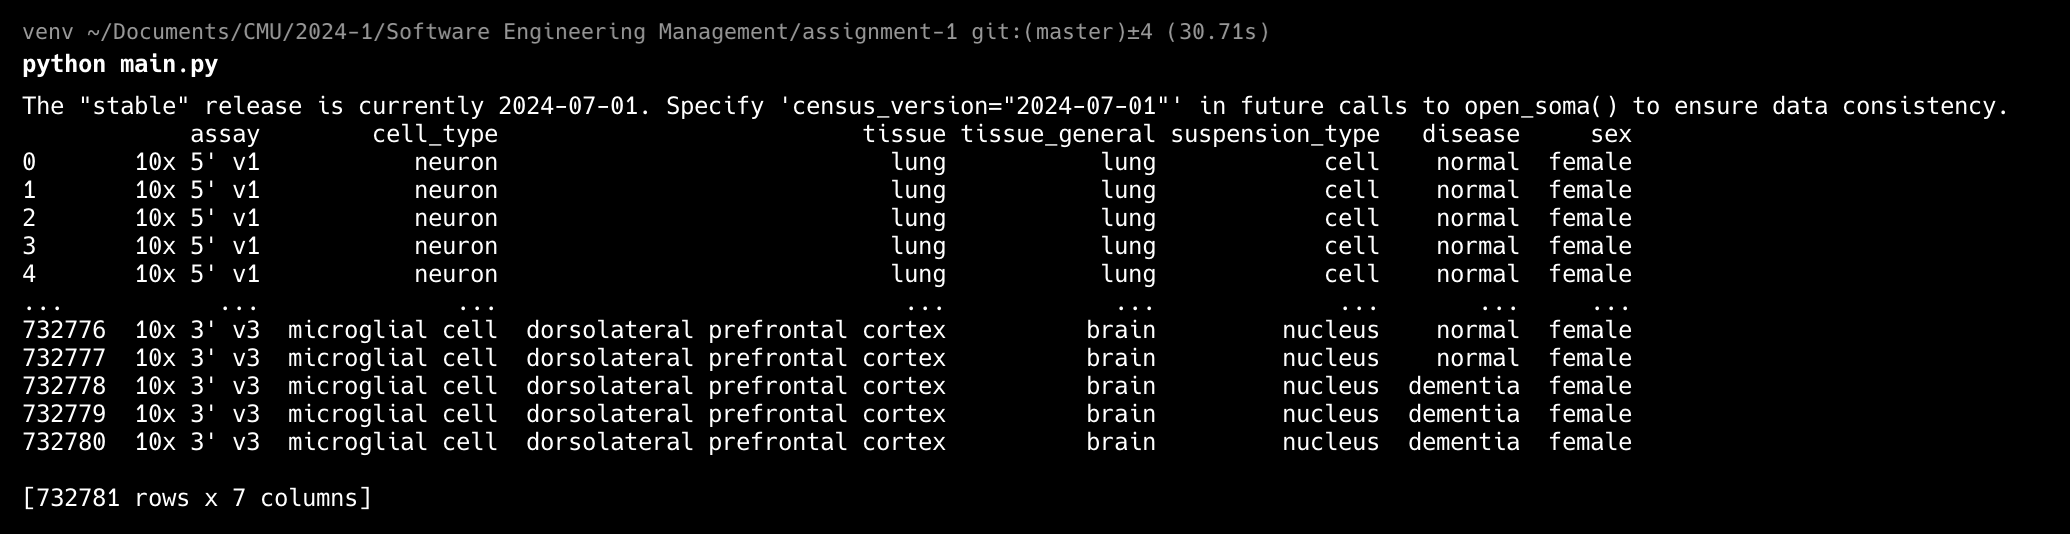 venv ~/Documents/CMU/2024-1/Software Engineering Management/assignment-1 git:(master)±4 (30.71s)
python main.py
The "stable" release is currently 2024-07-01. Specify 'census_version="2024-07-01"' in future calls to open_soma() to ensure data consistency.
            assay        cell_type                          tissue tissue_general suspension_type   disease     sex
0       10x 5' v1           neuron                            lung           lung            cell    normal  female
1       10x 5' v1           neuron                            lung           lung            cell    normal  female
2       10x 5' v1           neuron                            lung           lung            cell    normal  female
3       10x 5' v1           neuron                            lung           lung            cell    normal  female
4       10x 5' v1           neuron                            lung           lung            cell    normal  female
...           ...              ...                             ...            ...             ...       ...     ...
732776  10x 3' v3  microglial cell  dorsolateral prefrontal cortex          brain         nucleus    normal  female
732777  10x 3' v3  microglial cell  dorsolateral prefrontal cortex          brain         nucleus    normal  female
732778  10x 3' v3  microglial cell  dorsolateral prefrontal cortex          brain         nucleus  dementia  female
732779  10x 3' v3  microglial cell  dorsolateral prefrontal cortex          brain         nucleus  dementia  female
732780  10x 3' v3  microglial cell  dorsolateral prefrontal cortex          brain         nucleus  dementia  female
[732781 rows x 7 columns]